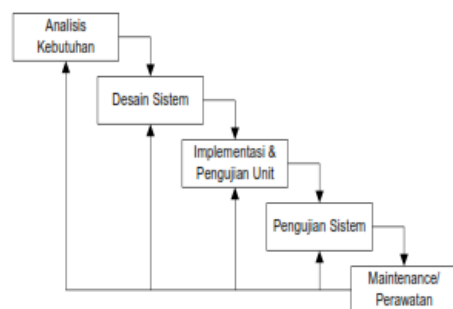 Analisis
Kebutuhan
Desain Sistem
Implementasi &
Pengujian Unit
Pengujian Sistem
Maintenance/
Perawatan